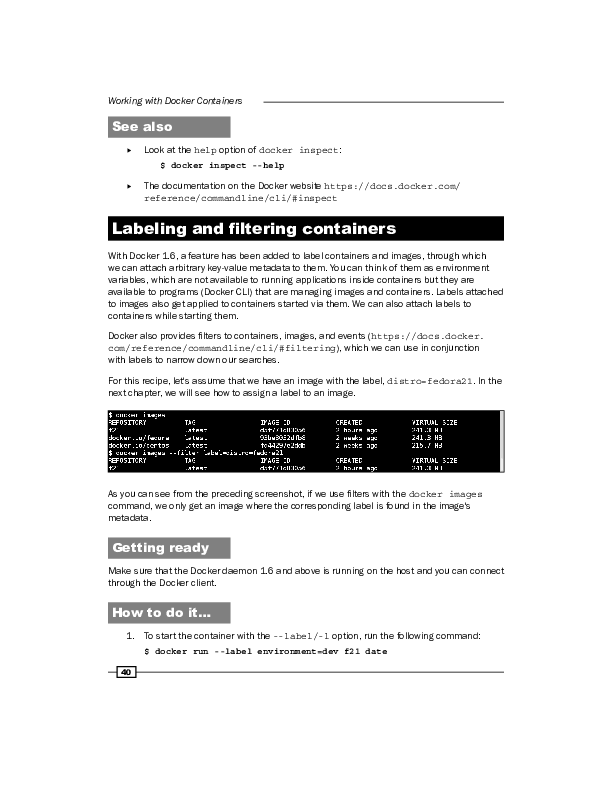 Working with Docker Containers
See also
▸ Look at the help option of docker inspect:
$ docker inspect --help
▸ The documentation on the Docker website https://docs.docker.com/
reference/commandline/cli/#inspect
Labeling and filtering containers
With Docker 1.6, a feature has been added to label containers and images, through which
we can attach arbitrary key-value metadata to them. You can think of them as environment
variables, which are not available to running applications inside containers but they are
available to programs (Docker CLI) that are managing images and containers. Labels attached
to images also get applied to containers started via them. We can also attach labels to
containers while starting them.
Docker also provides filters to containers, images, and events (https://docs.docker.
com/reference/commandline/cli/#filtering), which we can use in conjunction
with labels to narrow down our searches.
For this recipe, let's assume that we have an image with the label, distro=fedora21. In the
next chapter, we will see how to assign a label to an image.
$ docker images
REPOSITORY TAG IMAGE ID CREATED VIRTUAL SIZE
f2 latest 2 hours ago 241.3 MB
docker.io/fedora latest 2 weeks ago 241.3 MB
docker.io/centos latest 2 weeks ago 215.7 MB
$ docker images --filter label=distro=fedora21
REPOSITORY TAG IMAGE ID CREATED VIRTUAL SIZE
f2 latest 2 hours ago 241.3 MB
As you can see from the preceding screenshot, if we use filters with the docker images
command, we only get an image where the corresponding label is found in the image's
metadata.
Getting ready
Make sure that the Docker daemon 1.6 and above is running on the host and you can connect
through the Docker client.
How to do it...
1. To start the container with the --label/-l option, run the following command:
$ docker run --label environment=dev f21 date
40